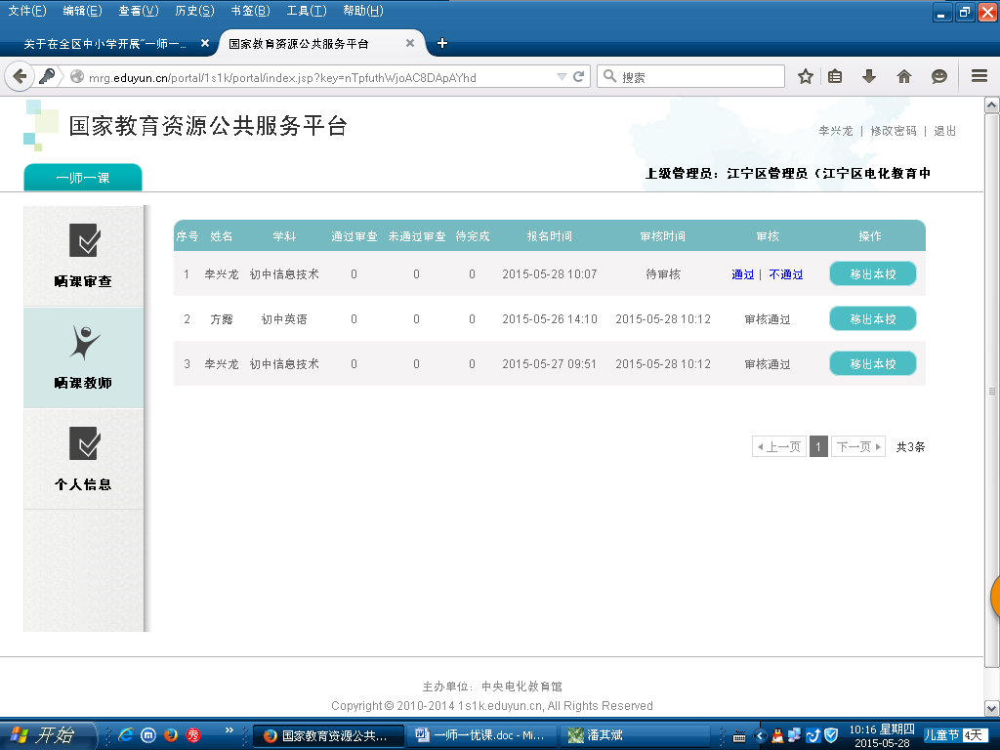 文件(F) 编辑(E) 查看(V) 历史(S) 书签(B) 工具(T) 帮助(H)
关于在全区中小学开展"一师一... × 国家教育资源公共服务平台 × +
mrg.eduyun.cn/portal/1s1k/portal/index.jsp?key=nTpfuthWjoAC8DApAYhd 搜索
国家教育资源公共服务平台
李兴龙 | 修改密码 | 退出
一师一课
上级管理员：江宁区管理员（江宁区电化教育中
晒课审查
晒课教师
个人信息
序号 姓名 学科 通过审查 未通过审查 待完成 报名时间 审核时间 审核 操作
1 李兴龙 初中信息技术 0 0 0 2015-05-28 10:07 待审核 通过 | 不通过 移出本校
2 方露 初中英语 0 0 0 2015-05-26 14:10 2015-05-28 10:12 审核通过 移出本校
3 李兴龙 初中信息技术 0 0 0 2015-05-27 09:51 2015-05-28 10:12 审核通过 移出本校
上一页 1 下一页 共3条
主办单位：中央电化教育馆
Copyright © 2010-2014 1s1k.eduyun.cn, All Rights Reserved
开始 国家教育资源公共... 一师一优课.doc - Mi... 潘其斌 10:16 星期四
2015-05-28
儿童节 4天